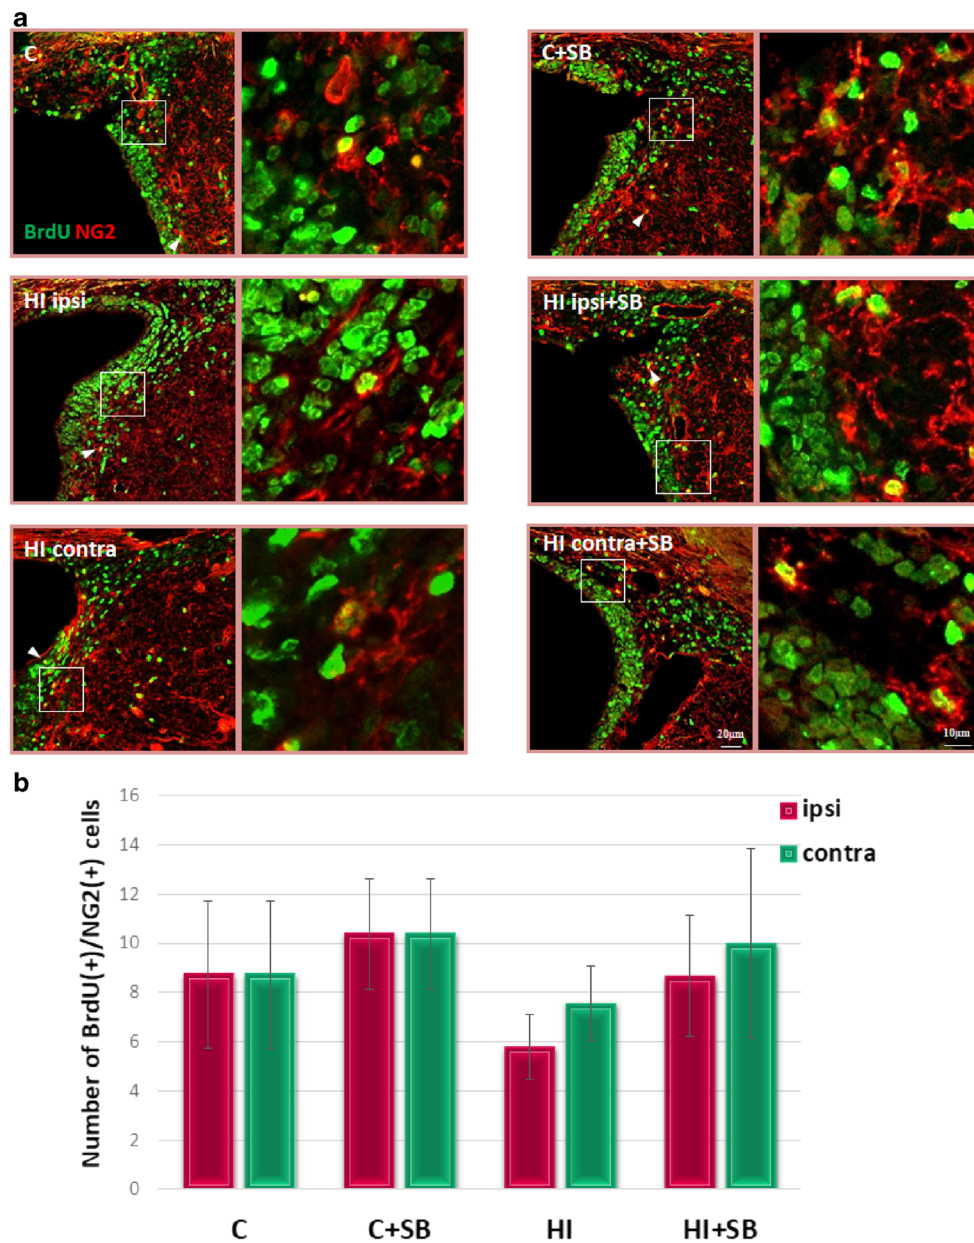 a
C
BrdU NG2
C+SB
HI ipsi
HI ipsi+SB
HI contra
HI contra+SB
20µm
10µm
b
Number of BrdU(+)/NG2(+) cells
16
14
12
10
8
6
4
2
0
ipsi
contra
C
C+SB
HI
HI+SB